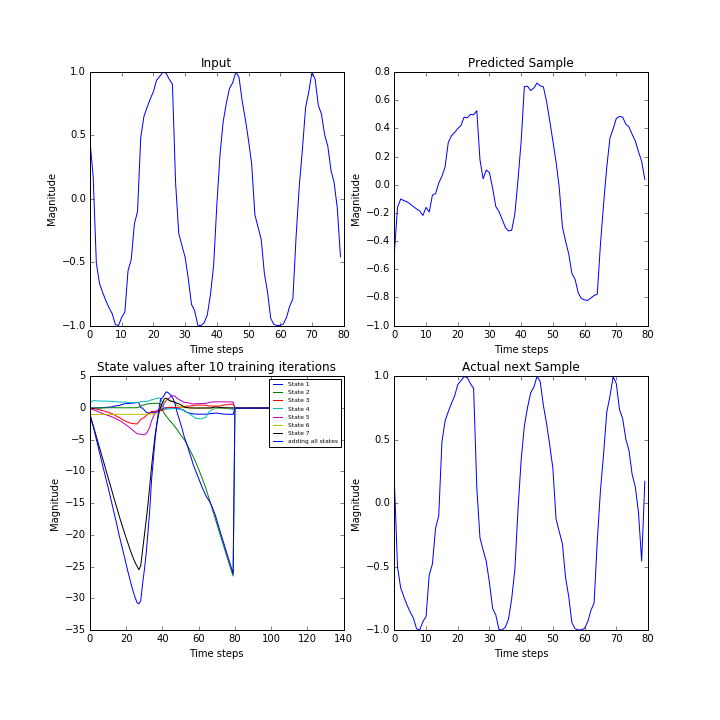 Input
Magnitude
1.0
0.5
0.0
−0.5
−1.0
0 10 20 30 40 50 60 70 80
Time steps
Predicted Sample
Magnitude
0.8
0.6
0.4
0.2
0.0
−0.2
−0.4
−0.6
−0.8
−1.0
0 10 20 30 40 50 60 70 80
Time steps
State values after 10 training iterations
Magnitude
5
0
−5
−10
−15
−20
−25
−30
−35
0 20 40 60 80 100 120 140
Time steps
State 1
State 2
State 3
State 4
State 5
State 6
State 7
adding all states
Actual next Sample
Magnitude
1.0
0.5
0.0
−0.5
−1.0
0 10 20 30 40 50 60 70 80
Time steps